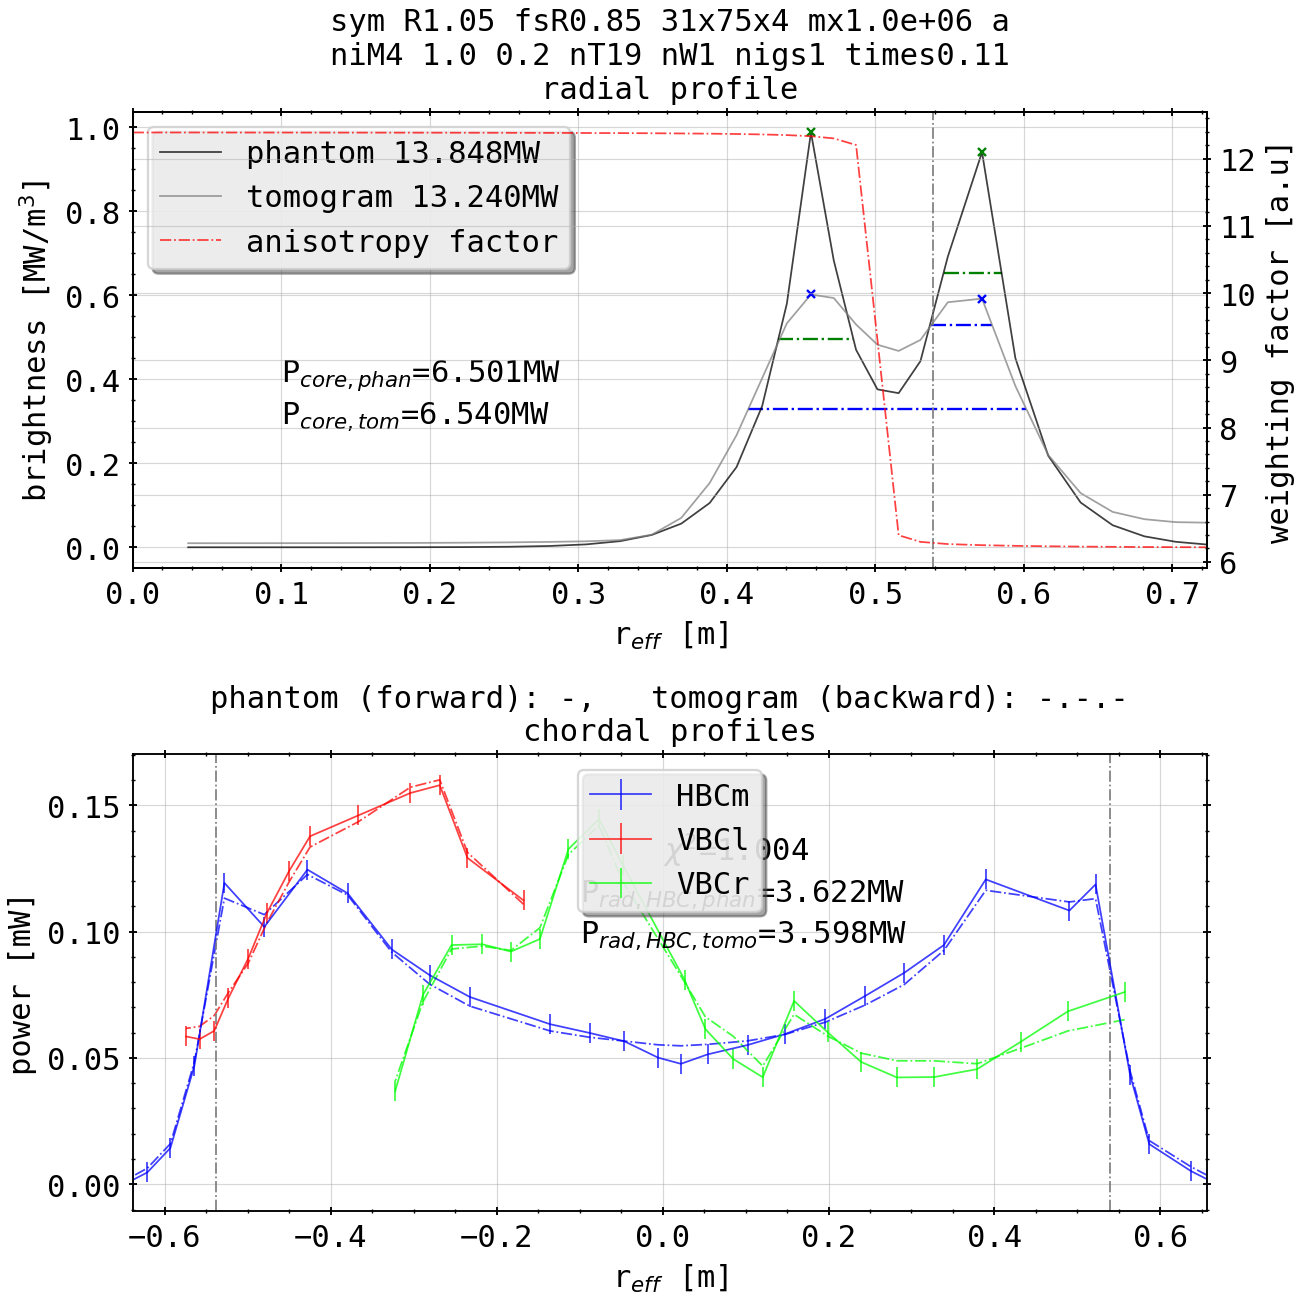 sym R1.05 fsR0.85 31x75x4 mx1.0e+06 a
niM4 1.0 0.2 nT19 nW1 nigs1 times0.11
radial profile
1.0
0.8
0.6
0.4
0.2
0.0
brightness [MW/m³]
phantom 13.848MW
tomogram 13.240MW
anisotropy factor
P_core,phan=6.501MW
P_core,tom=6.540MW
12
11
10
9
8
7
6
weighting factor [a.u]
0.0 0.1 0.2 0.3 0.4 0.5 0.6 0.7
r_eff [m]
phantom (forward): -, tomogram (backward): -.-.-
chordal profiles
0.15
0.10
0.05
0.00
power [mW]
HBCm
VBCl
VBCr
=1.004
P_rad,HBC,phan=3.622MW
P_rad,HBC,tomo=3.598MW
−0.6 −0.4 −0.2 0.0 0.2 0.4 0.6
r_eff [m]